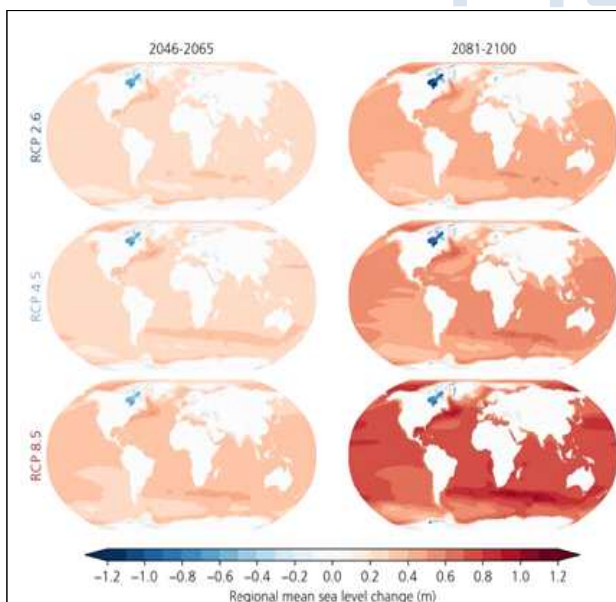 2046-2065 2081-2100
RCP 2.6
RCP 4.5
RCP 8.5
−1.2 −1.0 −0.8 −0.6 −0.4 −0.2 0.0 0.2 0.4 0.6 0.8 1.0 1.2
Regional mean sea level change (m)